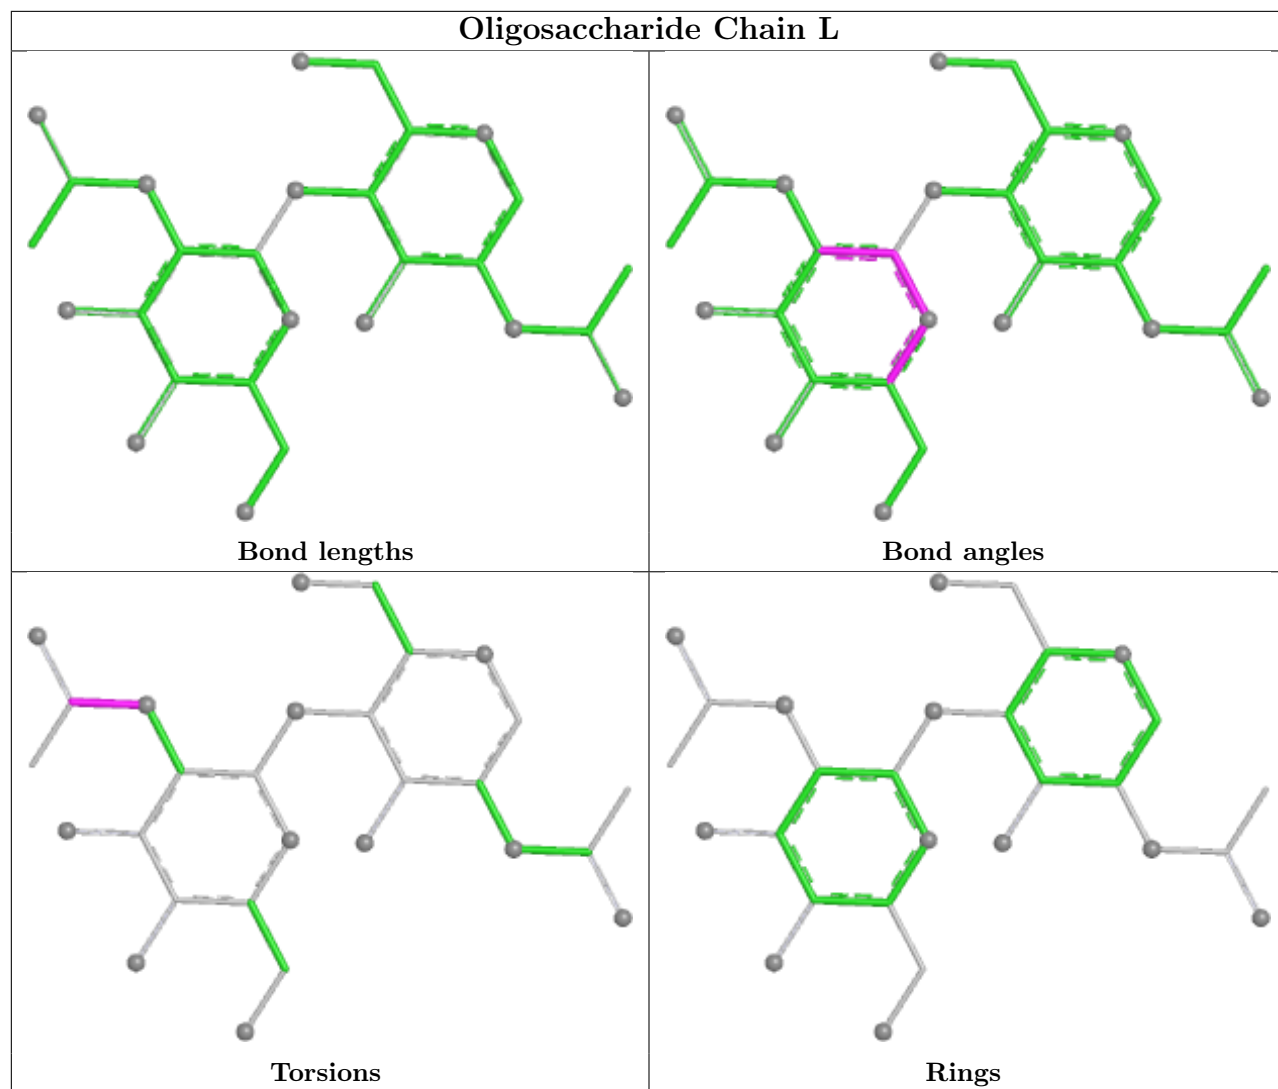 Oligosaccharide Chain L
Bond lengths
Bond angles
Torsions
Rings